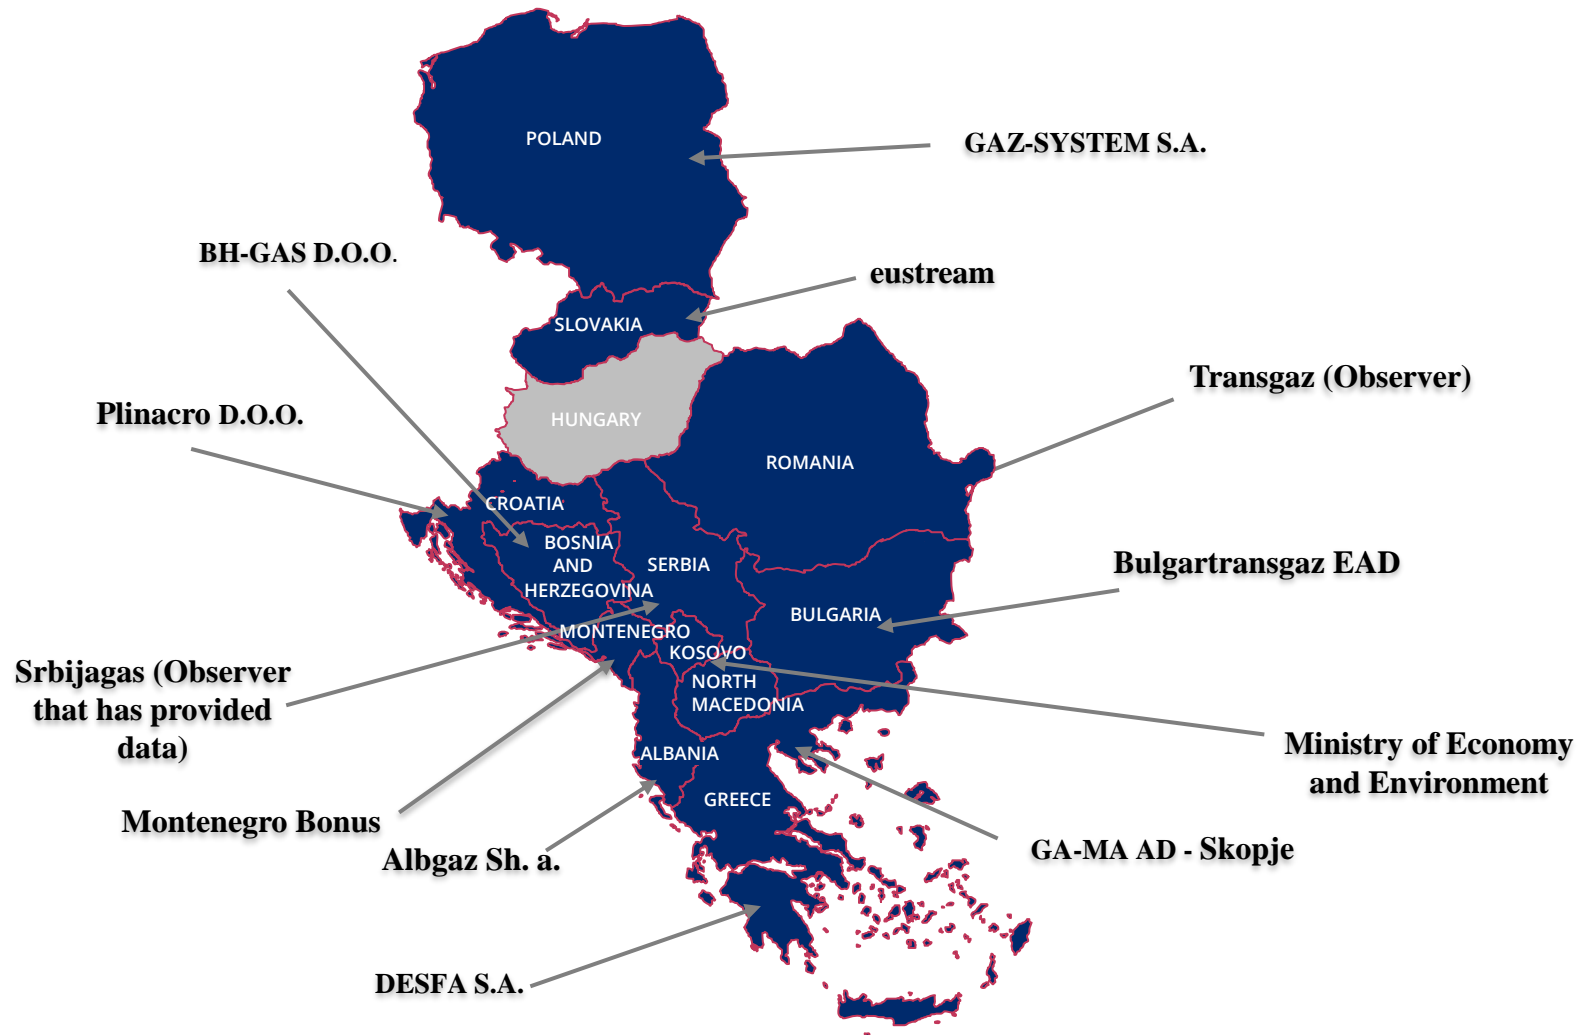 POLAND
GAZ-SYSTEM S.A.
BH-GAS D.O.O.
eustream
SLOVAKIA
Transgaz (Observer)
Plinacro D.O.O.
HUNGARY
ROMANIA
CROATIA
BOSNIA
AND
HERZEGOVINA
SERBIA
Bulgartransgaz EAD
BULGARIA
MONTENEGRO
KOSOVO
Srbijagas (Observer
that has provided
data)
NORTH
MACEDONIA
Ministry of Economy
and Environment
ALBANIA
GREECE
Montenegro Bonus
Albgaz Sh. a.
GA-MA AD - Skopje
DESFA S.A.